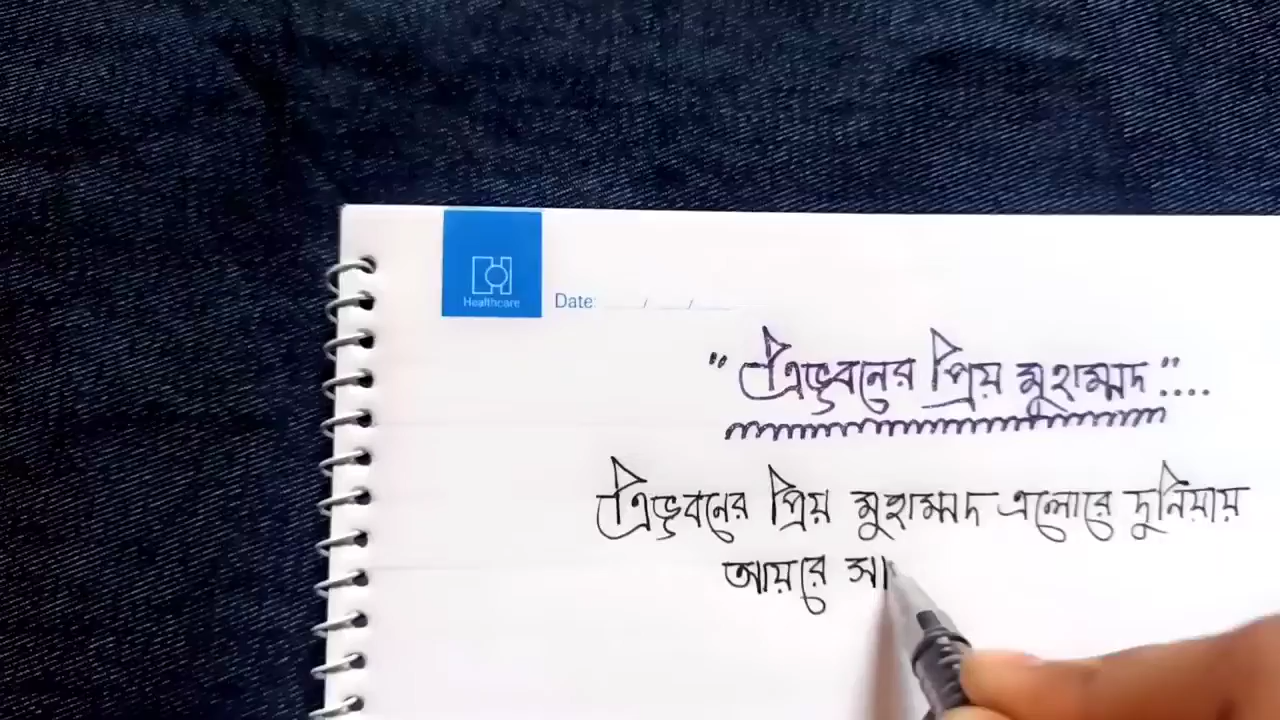 Healthcare
Date: / /
" ত্রিভুবনের প্রিয় মুহাম্মদ "....
ত্রিভুবনের প্রিয় মুহাম্মদ এলোরে দুনিয়ায়
আয়রে সা